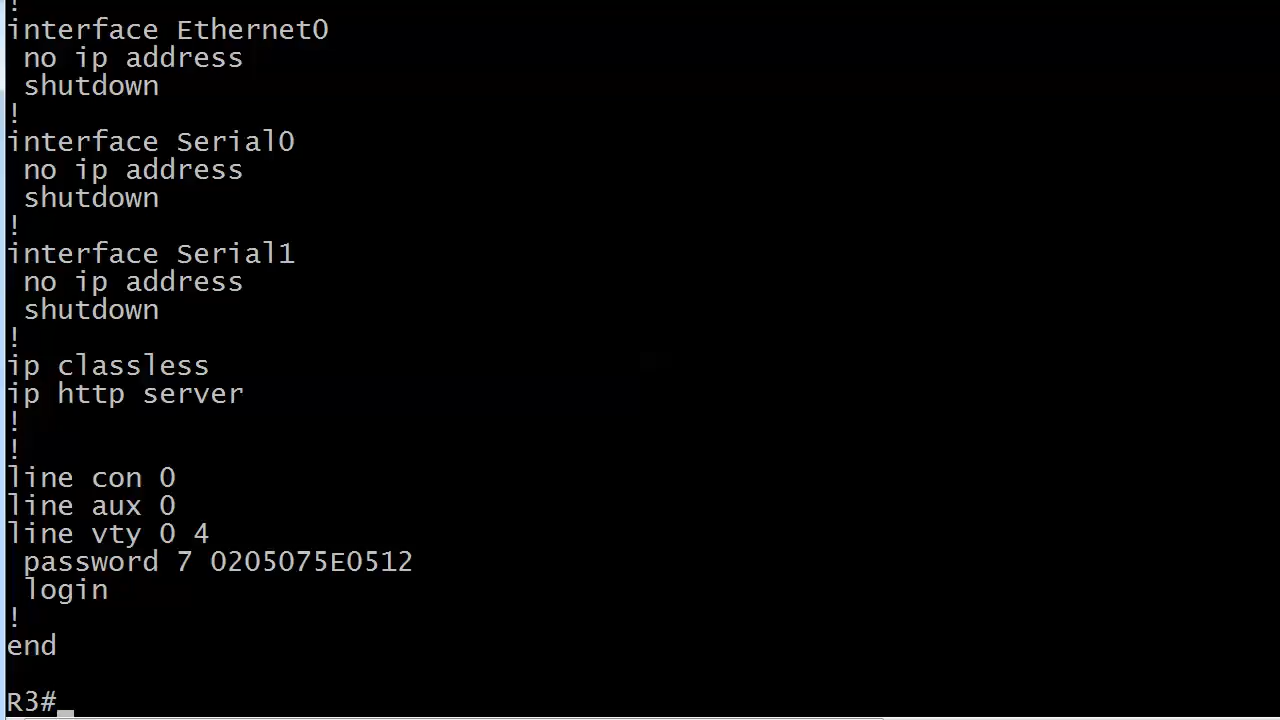 !
interface Ethernet0
 no ip address
 shutdown
!
interface Serial0
 no ip address
 shutdown
!
interface Serial1
 no ip address
 shutdown
!
ip classless
ip http server
!
!
line con 0
line aux 0
line vty 0 4
 password 7 0205075E0512
 login
!
end

R3#